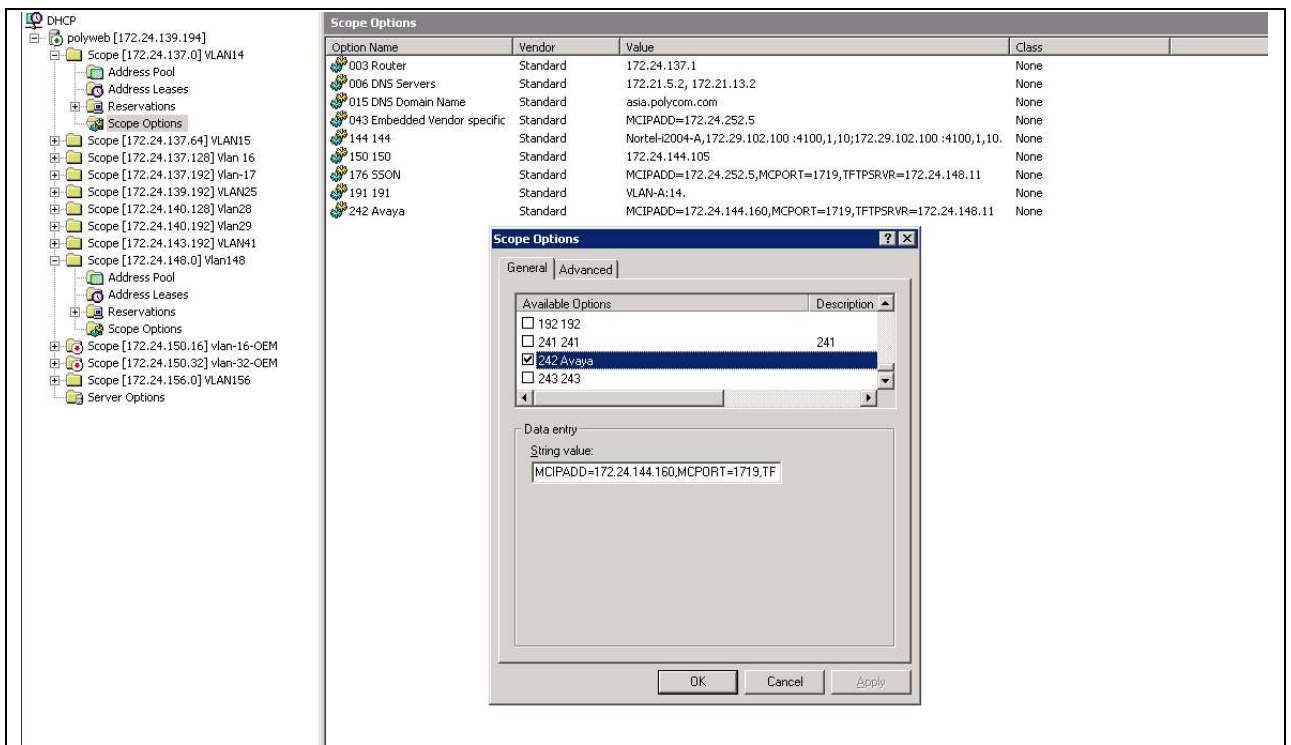 DHCP
polyweb [172.24.139.194]
Scope [172.24.137.0] VLAN14
Address Pool
Address Leases
Reservations
Scope Options
Scope [172.24.137.64] VLAN15
Scope [172.24.137.128] Vlan 16
Scope [172.24.137.192] Vlan-17
Scope [172.24.139.192] VLAN25
Scope [172.24.140.128] Vlan28
Scope [172.24.140.192] Vlan29
Scope [172.24.143.192] VLAN41
Scope [172.24.148.0] Vlan148
Address Pool
Address Leases
Reservations
Scope Options
Scope [172.24.150.16] vlan-16-OEM
Scope [172.24.150.32] vlan-32-OEM
Scope [172.24.156.0] VLAN156
Server Options
Scope Options
Option Name Vendor Value Class
003 Router Standard 172.24.137.1 None
006 DNS Servers Standard 172.21.5.2, 172.21.13.2 None
015 DNS Domain Name Standard asia.polycom.com None
043 Embedded Vendor specific Standard MCIPADD=172.24.252.5 None
144 144 Standard Nortel-i2004-A,172.29.102.100 :4100,1,10;172.29.102.100 :4100,1,10. None
150 150 Standard 172.24.144.105 None
176 SSON Standard MCIPADD=172.24.252.5,MCPORT=1719,TFTPSRVR=172.24.148.11 None
191 191 Standard VLAN-A:14. None
242 Avaya Standard MCIPADD=172.24.144.160,MCPORT=1719,TFTPSRVR=172.24.148.11 None
Scope Options
General Advanced
Available Options Description
192 192
241 241 241
242 Avaya
243 243
Data entry
String value:
MCIPADD=172.24.144.160,MCPORT=1719,TF
OK Cancel Apply